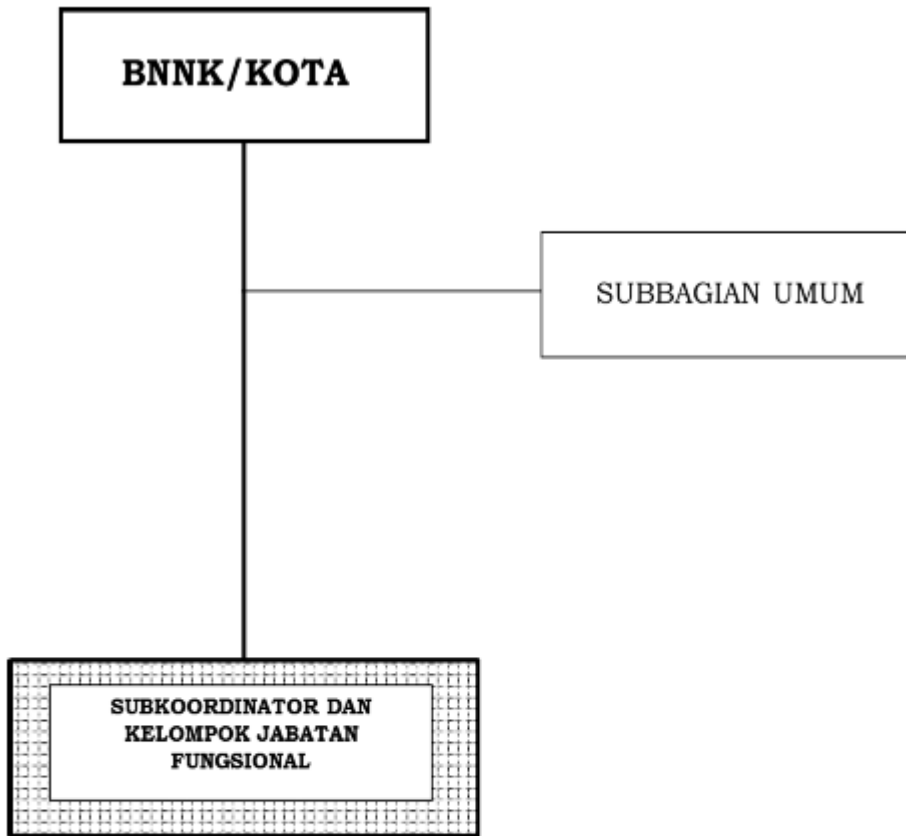 BNNK/KOTA
SUBBAGIAN UMUM
SUBKOORDINATOR DAN
KELOMPOK JABATAN
FUNGSIONAL